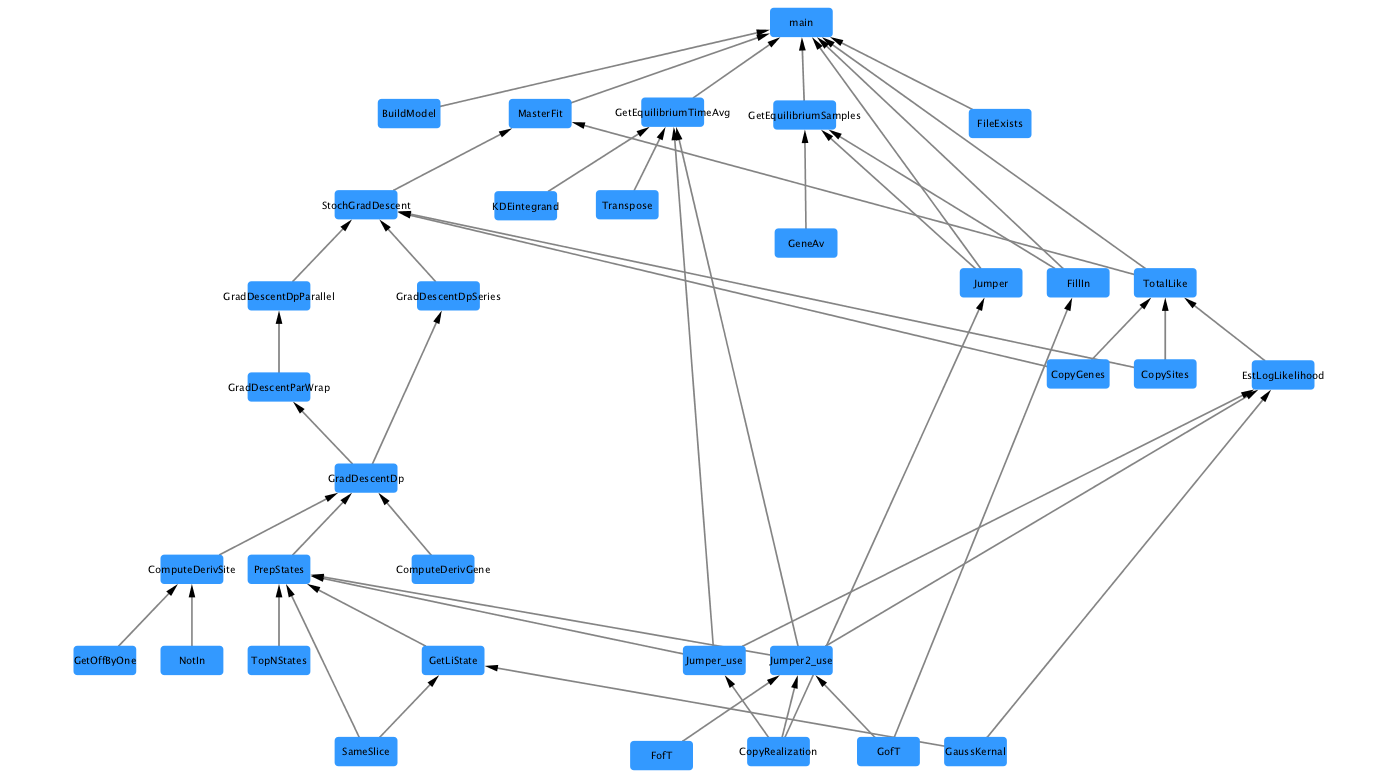 main
BuildModel
MasterFit
GetEquilibriumTimeAvg
GetEquilibriumSamples
FileExists
StochGradDescent
KDEintegrand
Transpose
GeneAv
GradDescentDpParallel
GradDescentDpSeries
Jumper
FillIn
TotalLike
GradDescentParWrap
CopyGenes
CopySites
EstLogLikelihood
GradDescentDp
ComputeDerivSite
PrepStates
ComputeDerivGene
GetOffByOne
NotIn
TopNStates
GetLiState
Jumper_use
Jumper2_use
SameSlice
FofT
CopyRealization
GofT
GaussKernal